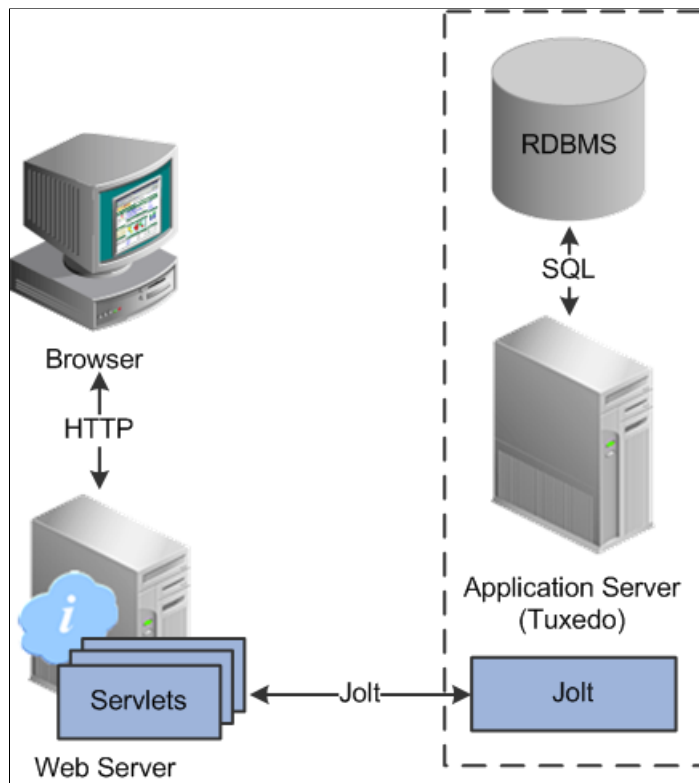 RDBMS
SQL
Browser
HTTP
Application Server
(Tuxedo)
i
Servlets
Jolt
Jolt
Web Server